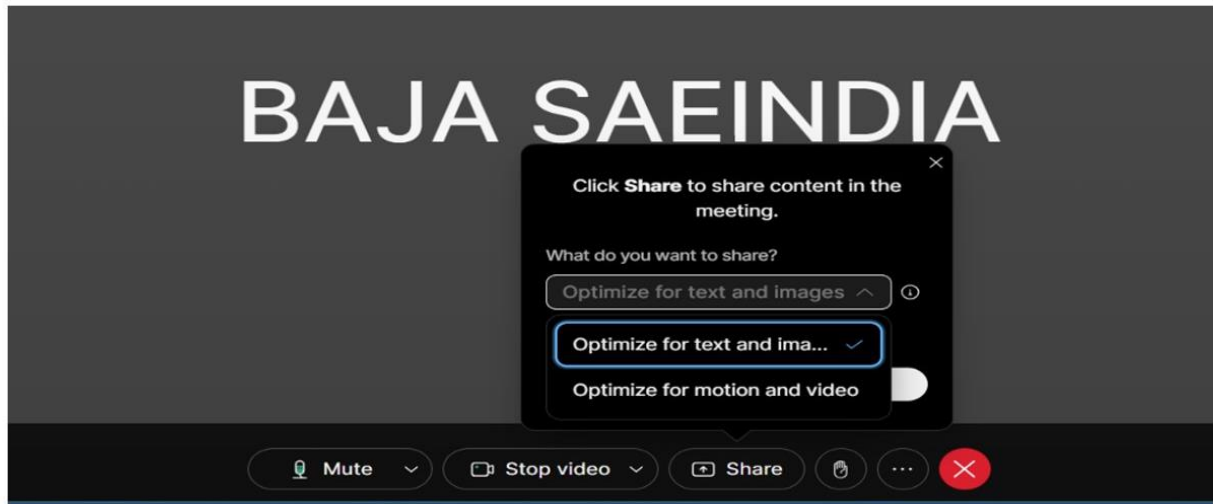 BAJA SAEINDIA
Click Share to share content in the
meeting.
What do you want to share?
Optimize for text and images
Optimize for text and ima...
Optimize for motion and video
Mute
Stop video
Share